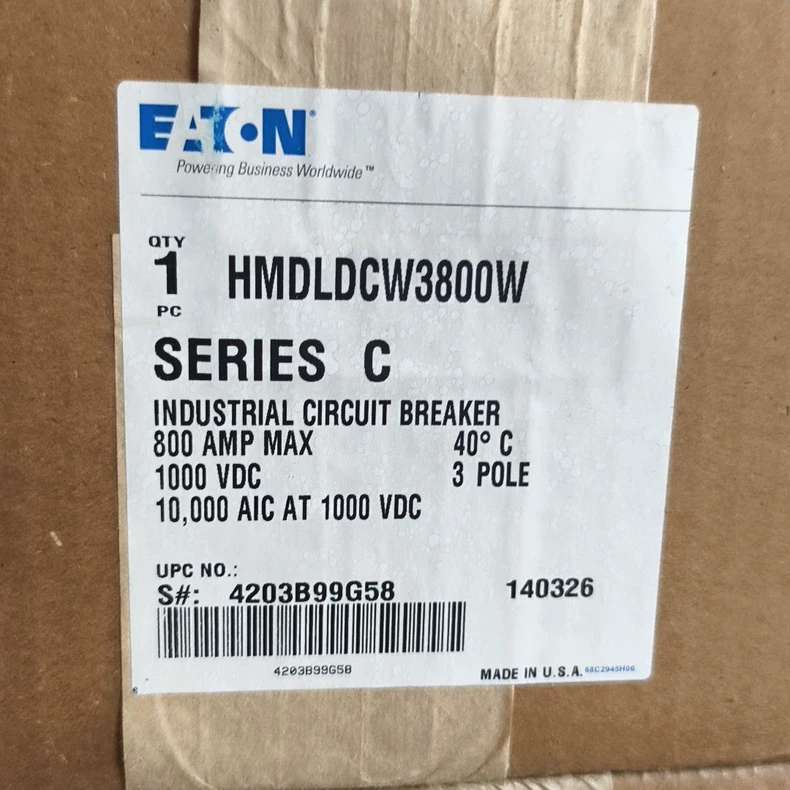 EATON®
Powering Business Worldwide™
QTY
1 HMDLDCW3800W
PC
SERIES C
INDUSTRIAL CIRCUIT BREAKER
800 AMP MAX 40° C
1000 VDC 3 POLE
10,000 AIC AT 1000 VDC
UPC NO.:
S#: 4203B99G58 140326
4203B99G58
MADE IN U.S.A. 68C2945H06